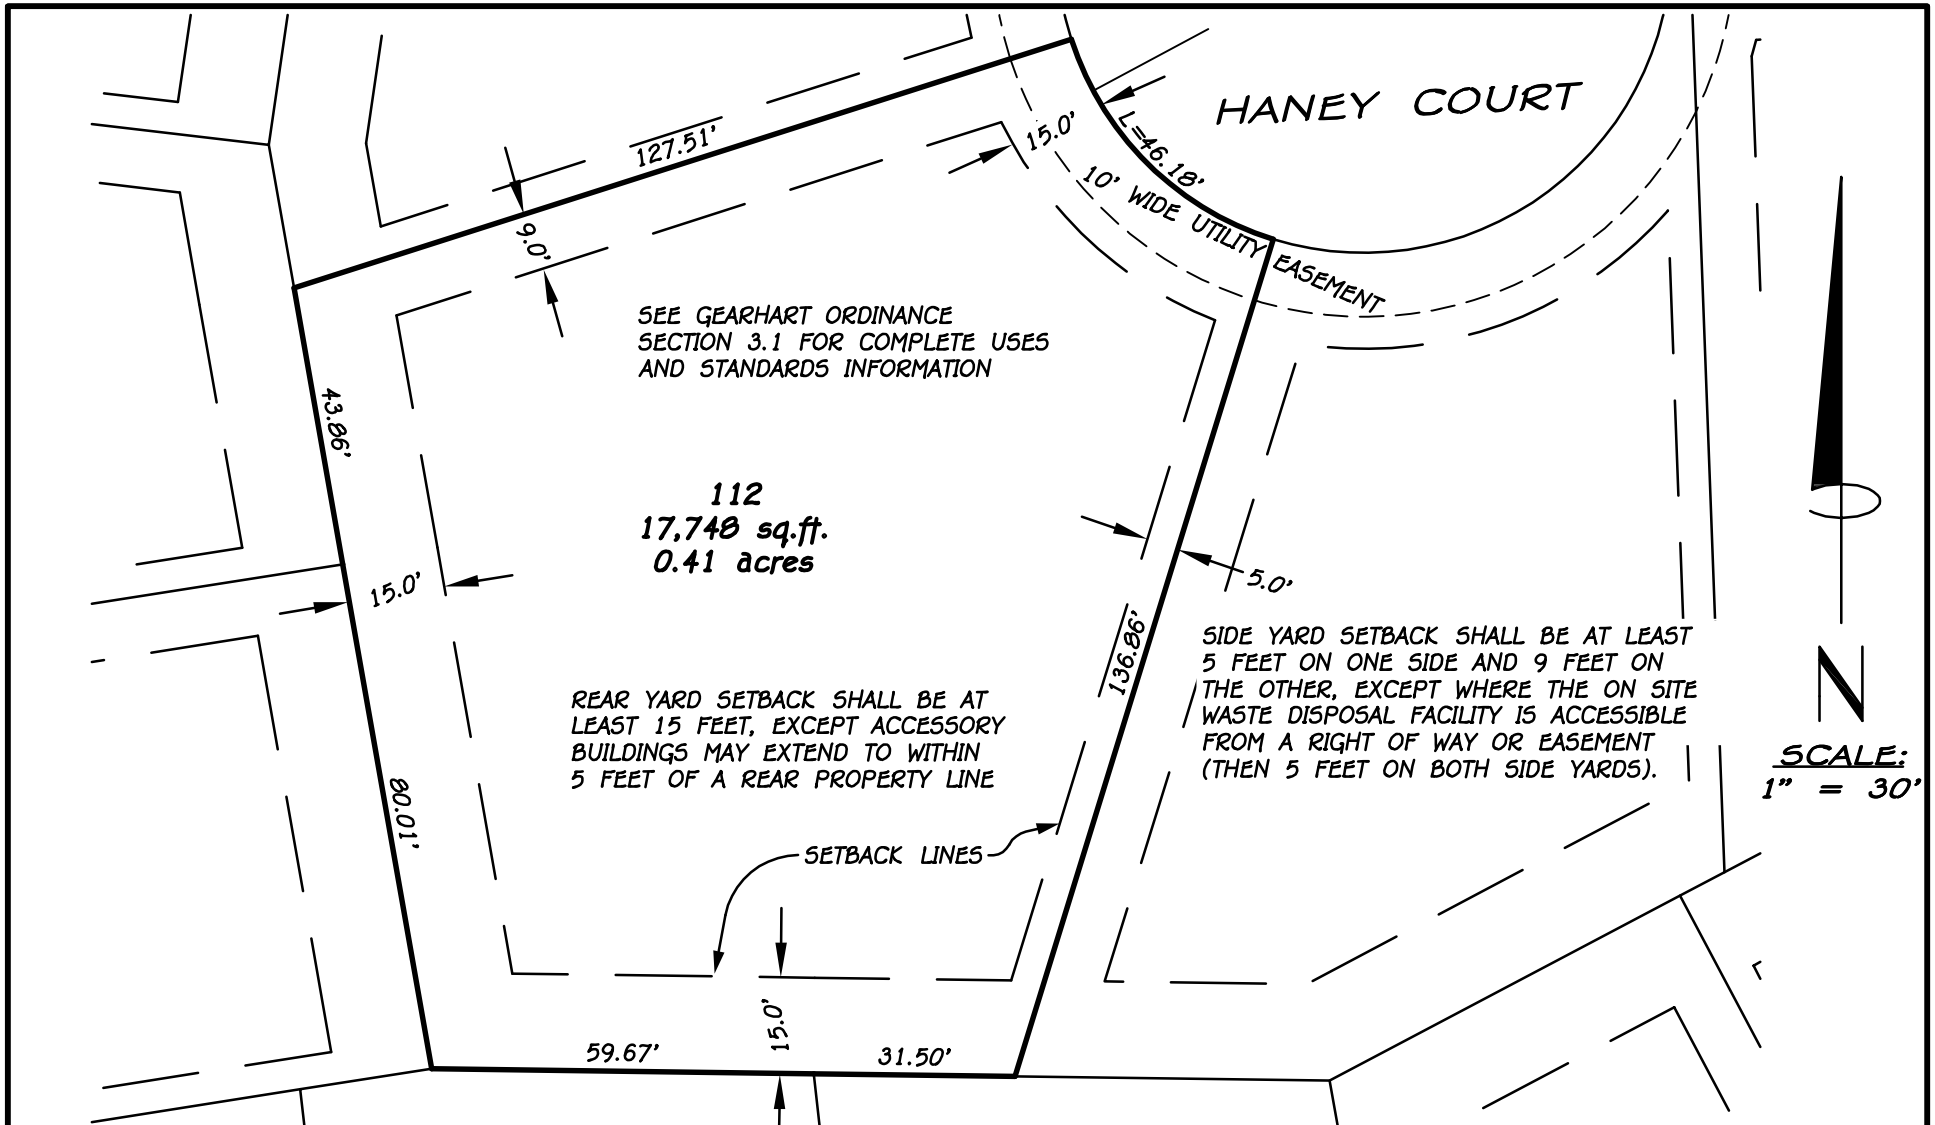 HANEY COURT
127.51'
15.0'
L=46.18'
10' WIDE UTILITY EASEMENT
9.0'
SEE GEARHART ORDINANCE
SECTION 3.1 FOR COMPLETE USES
AND STANDARDS INFORMATION
43.86'
112
17,748 sq.ft.
0.41 acres
15.0'
5.0'
136.86'
SIDE YARD SETBACK SHALL BE AT LEAST
5 FEET ON ONE SIDE AND 9 FEET ON
THE OTHER, EXCEPT WHERE THE ON SITE
WASTE DISPOSAL FACILITY IS ACCESSIBLE
FROM A RIGHT OF WAY OR EASEMENT
(THEN 5 FEET ON BOTH SIDE YARDS).
N
SCALE:
1" = 30'
REAR YARD SETBACK SHALL BE AT
LEAST 15 FEET, EXCEPT ACCESSORY
BUILDINGS MAY EXTEND TO WITHIN
5 FEET OF A REAR PROPERTY LINE
80.01'
SETBACK LINES
15.0'
59.67'
31.50'